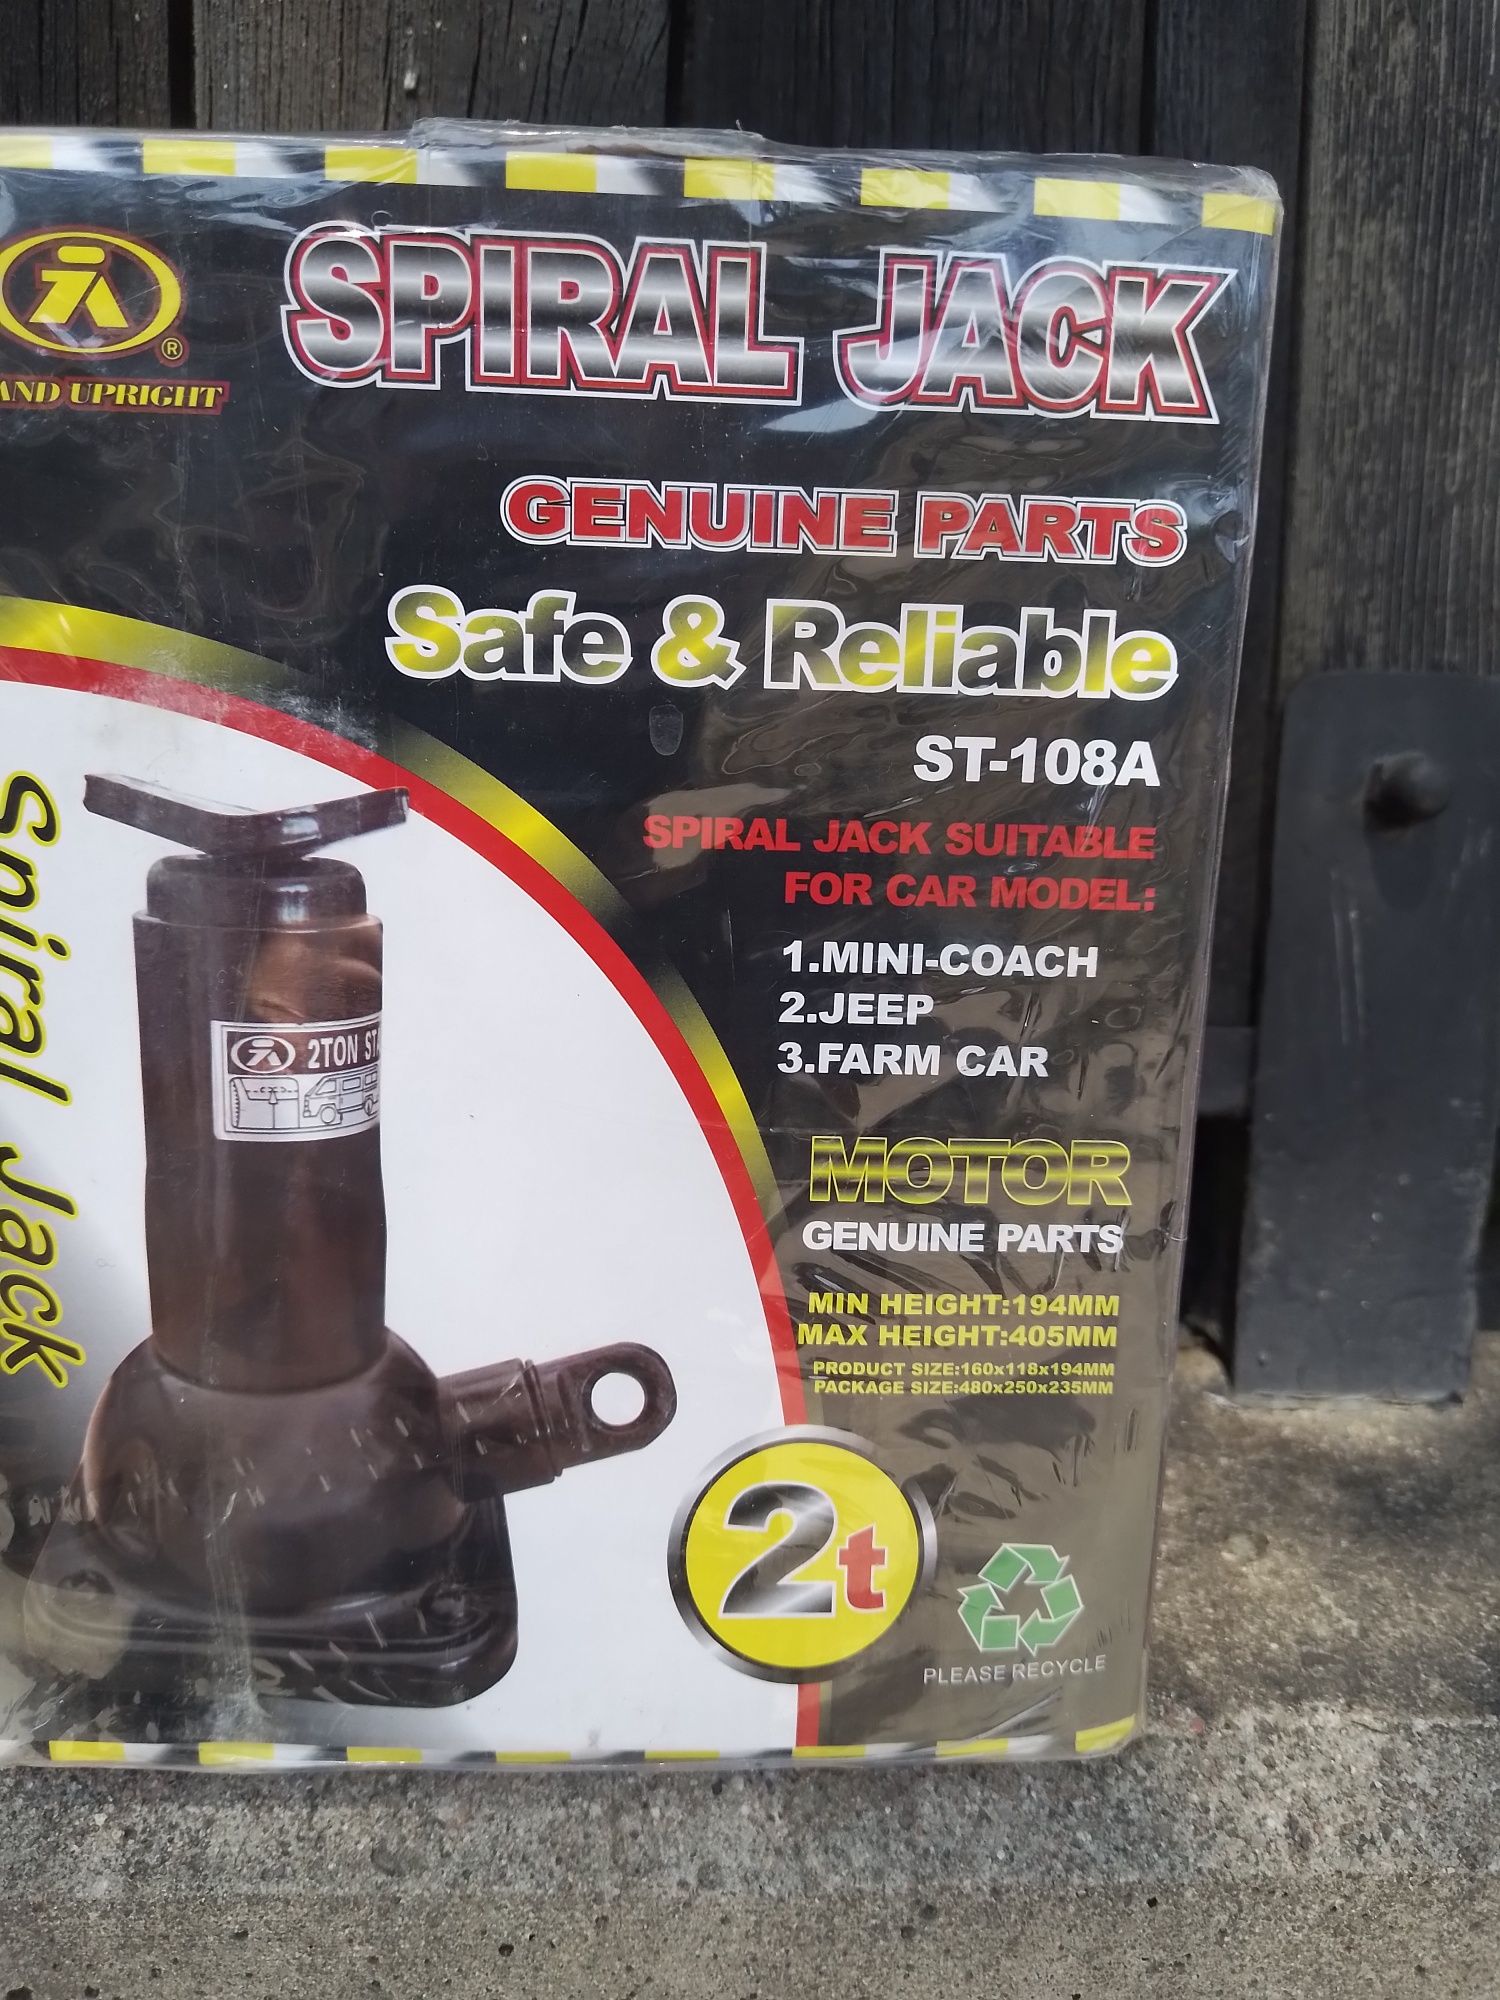 SPIRAL JACK
®
AND UPRIGHT
GENUINE PARTS
Safe & Reliable
ST-108A
SPIRAL JACK SUITABLE
FOR CAR MODEL:
1.MINI-COACH
2.JEEP
3.FARM CAR
Spiral Jack
2TON STA
MOTOR
GENUINE PARTS
MIN HEIGHT:194MM
MAX HEIGHT:405MM
PRODUCT SIZE:160x118x194MM
PACKAGE SIZE:480x250x235MM
2t
PLEASE RECYCLE